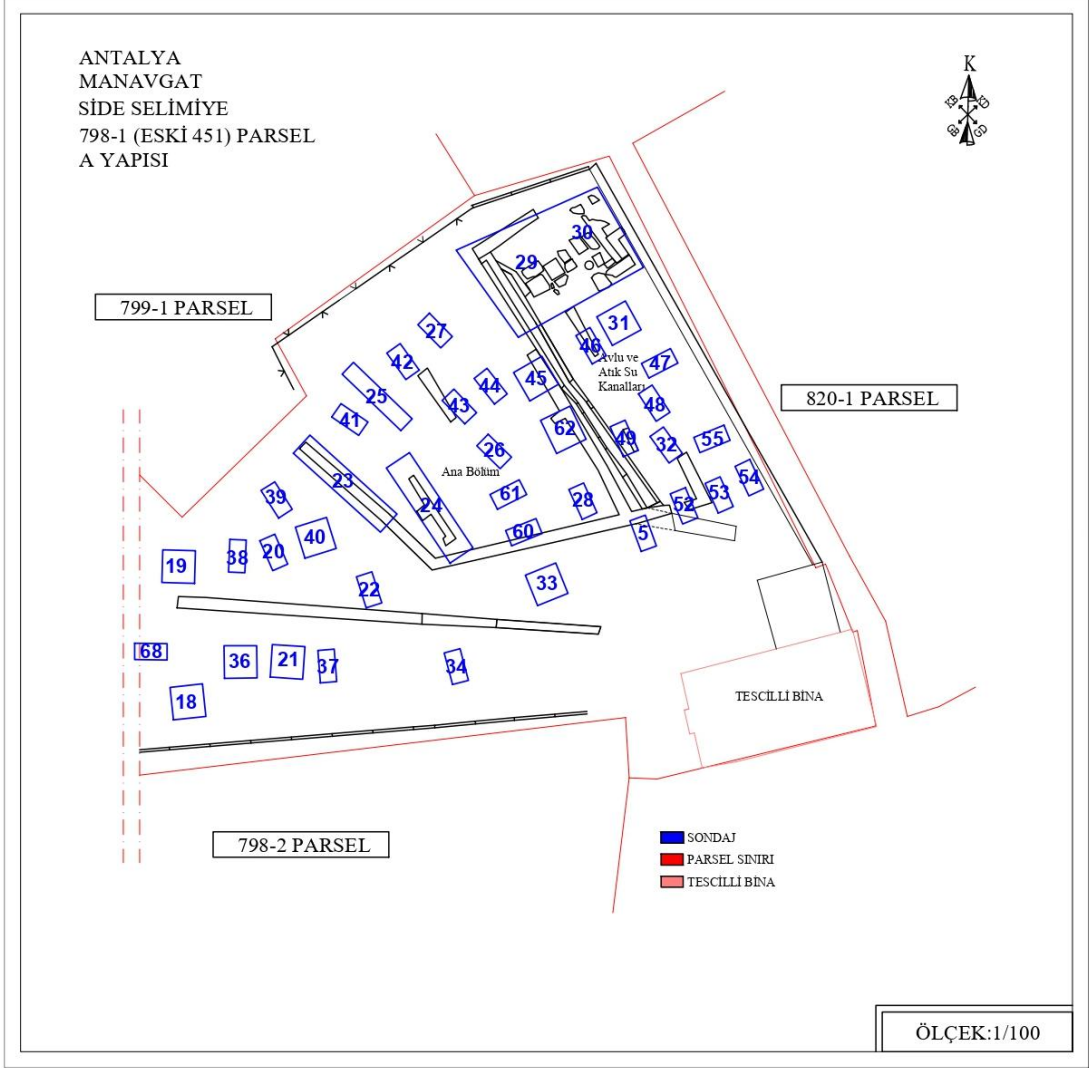 ANTALYA
MANAVGAT
SİDE SELİMİYE
798-1 (ESKİ 451) PARSEL
A YAPISI
K
KB
KD
GB
GD
799-1 PARSEL
820-1 PARSEL
30
29
31
27
46
Avlu ve
Atık Su
Kanalları
42
47
45
44
25
43
48
41
62
49
32
55
26
Ana Bölüm
23
54
61
53
39
24
28
52
60
5
40
20
38
19
33
22
68
36
21
37
34
18
TESCİLLİ BİNA
798-2 PARSEL
SONDAJ
PARSEL SINIRI
TESCİLLİ BİNA
ÖLÇEK:1/100